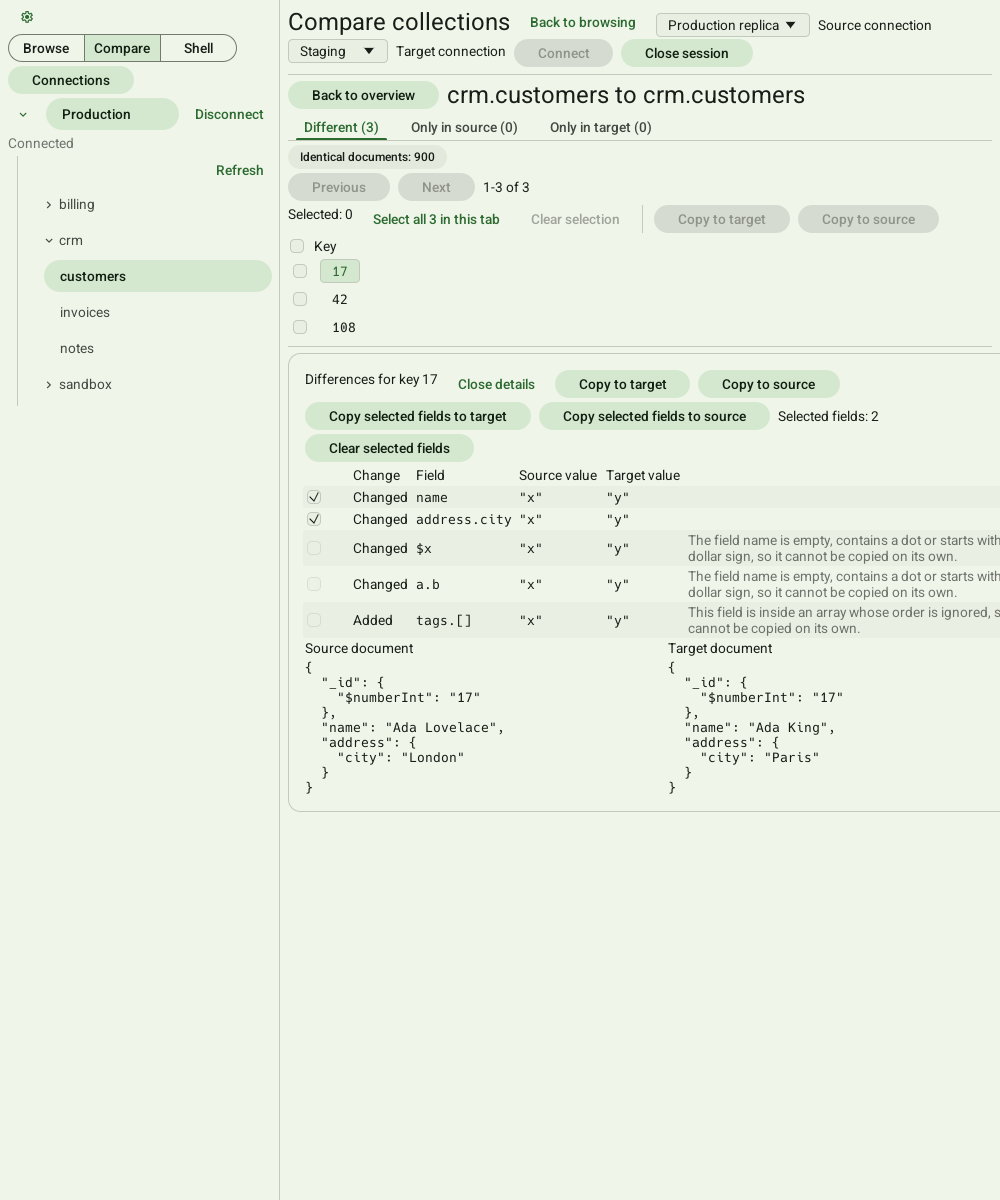 Browse Compare Shell
Connections
Production Disconnect
Connected
Refresh
billing
crm
customers
invoices
notes
sandbox
Compare collections Back to browsing Production replica Source connection
Staging Target connection Connect Close session
Back to overview crm.customers to crm.customers
Different (3) Only in source (0) Only in target (0)
Identical documents: 900
Previous Next 1-3 of 3
Selected: 0 Select all 3 in this tab Clear selection Copy to target Copy to source
Key
17
42
108
Differences for key 17 Close details Copy to target Copy to source
Copy selected fields to target Copy selected fields to source Selected fields: 2
Clear selected fields
Change Field Source value Target value
Changed name "x" "y"
Changed address.city "x" "y"
Changed $x "x" "y" The field name is empty, contains a dot or starts with
dollar sign, so it cannot be copied on its own.
Changed a.b "x" "y" The field name is empty, contains a dot or starts with
dollar sign, so it cannot be copied on its own.
Added tags.[] "x" "y" This field is inside an array whose order is ignored, s
cannot be copied on its own.
Source document Target document
{ {
"_id": { "_id": {
"$numberInt": "17" "$numberInt": "17"
}, },
"name": "Ada Lovelace", "name": "Ada King",
"address": { "address": {
"city": "London" "city": "Paris"
} }
} }